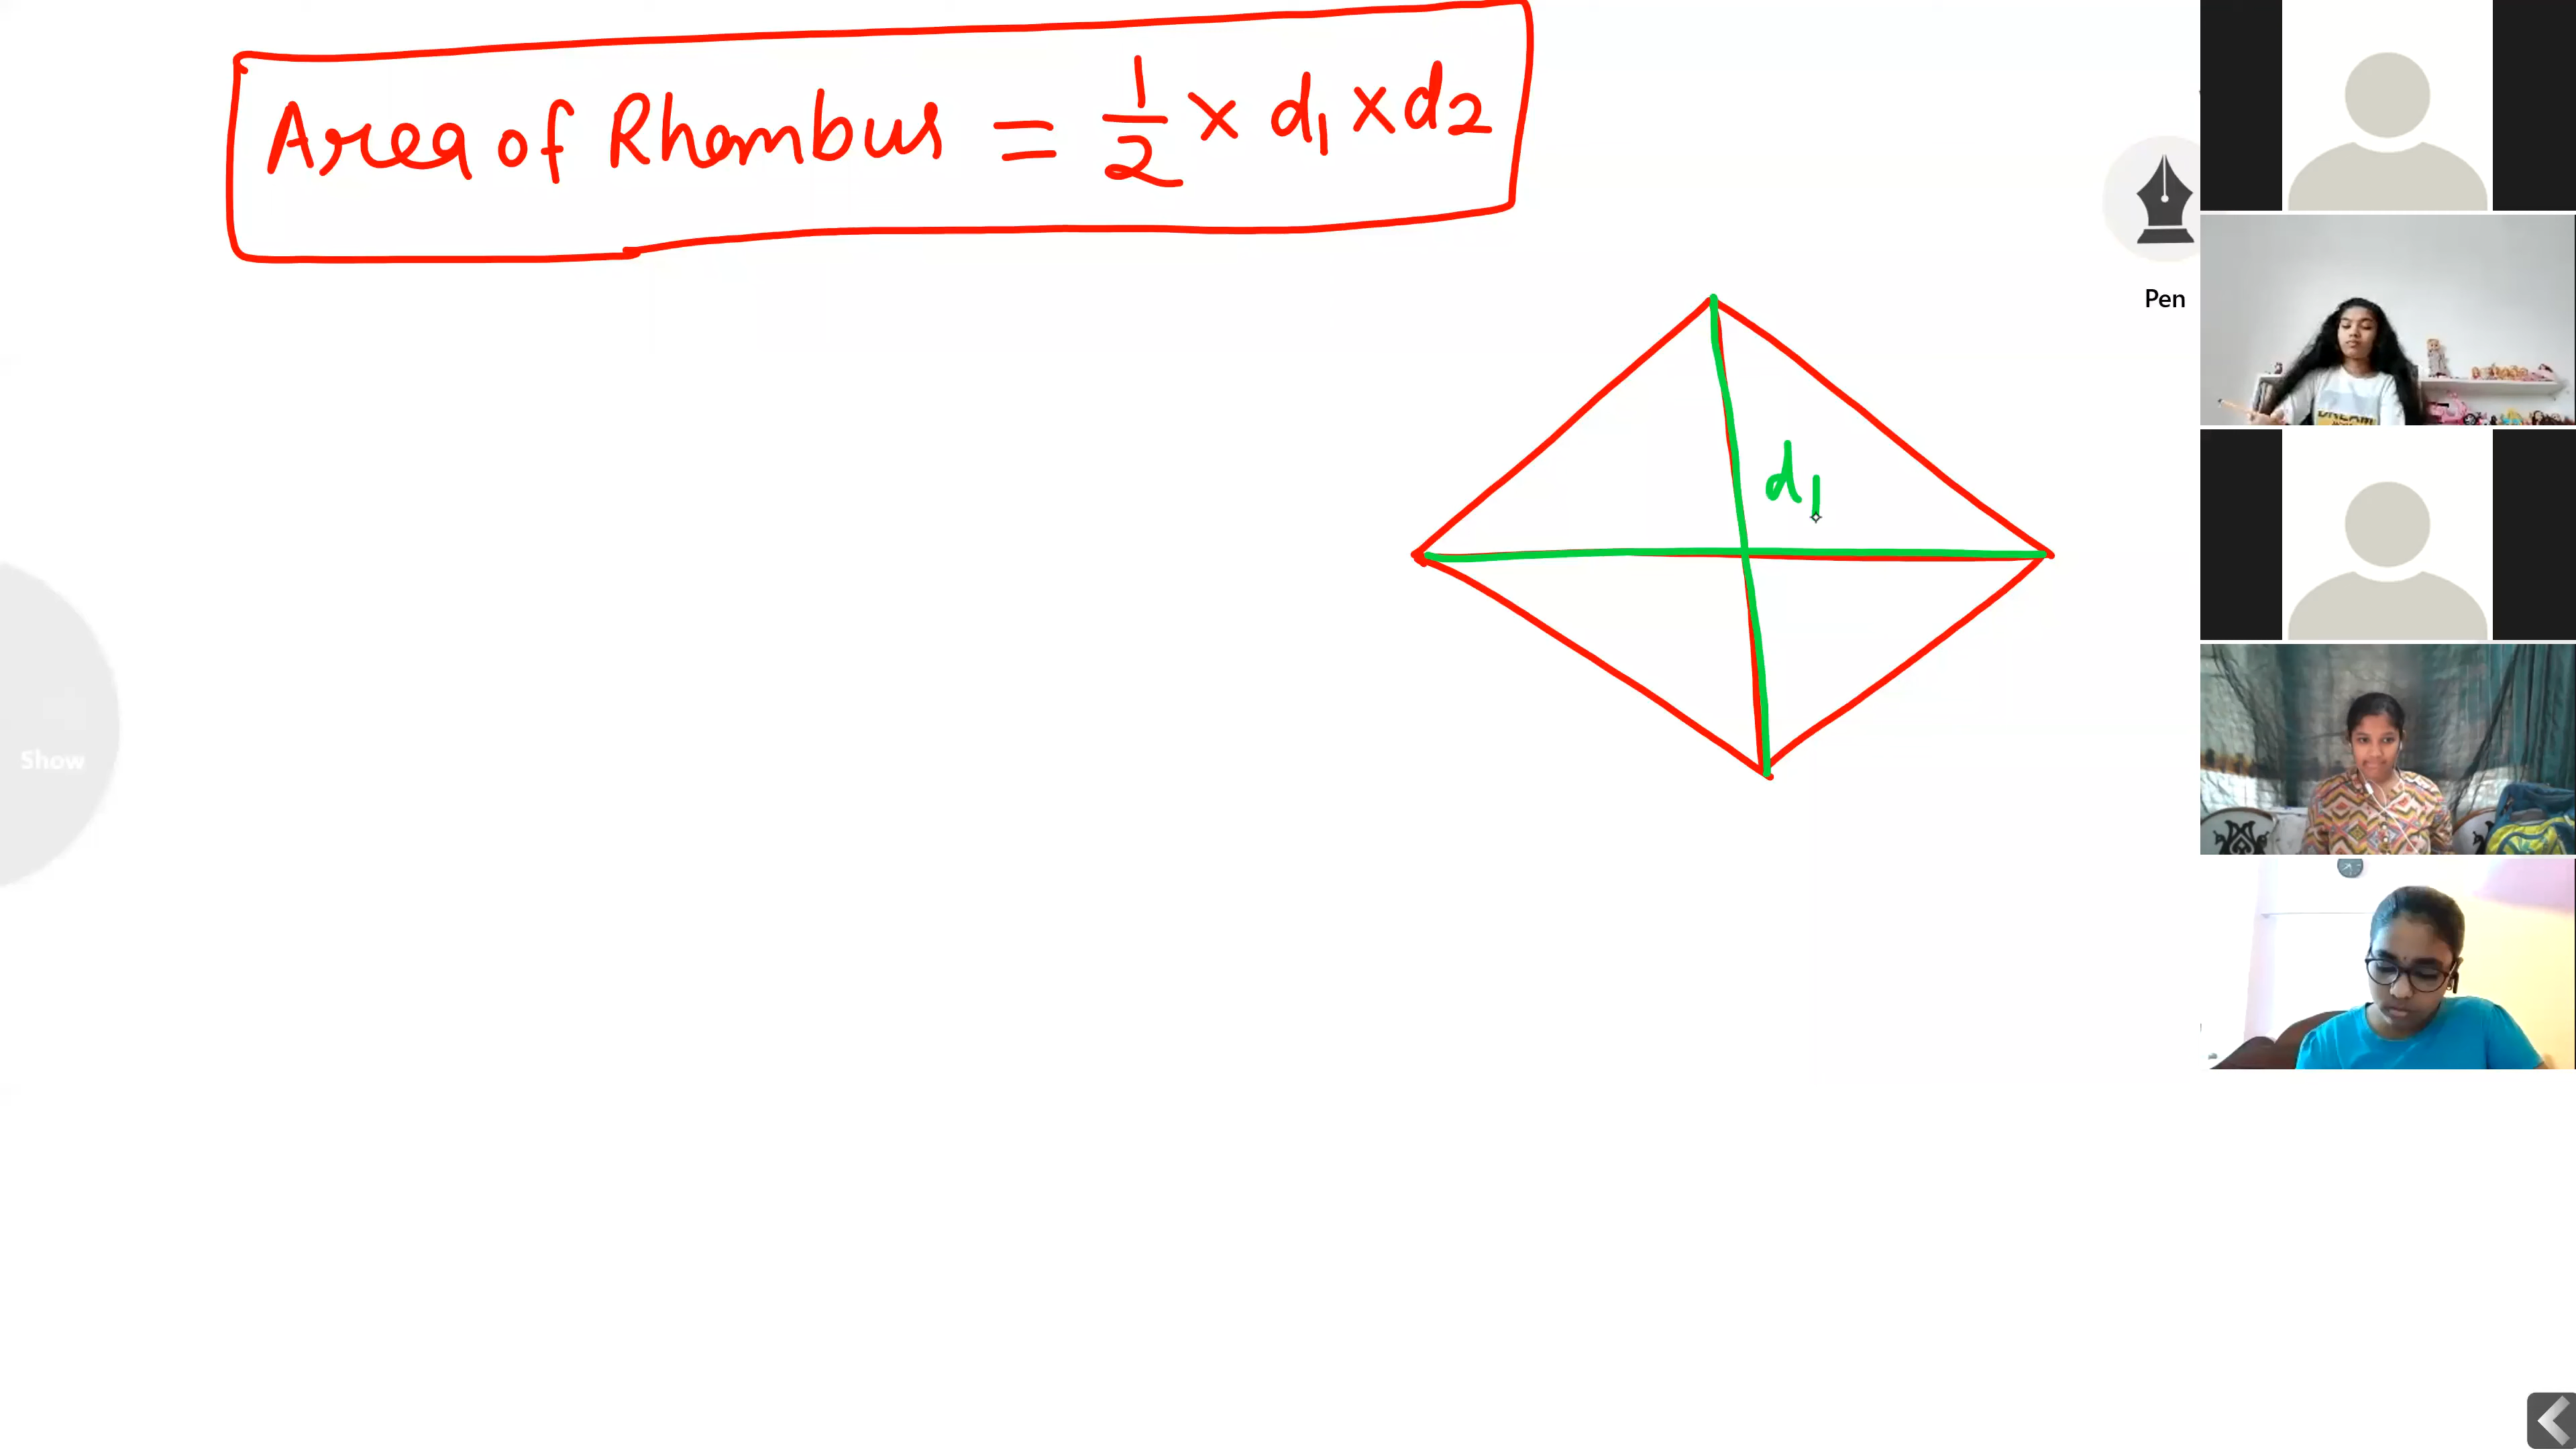 Area of Rhombus = 1/2 × d1 × d2
Pen
d1
Show